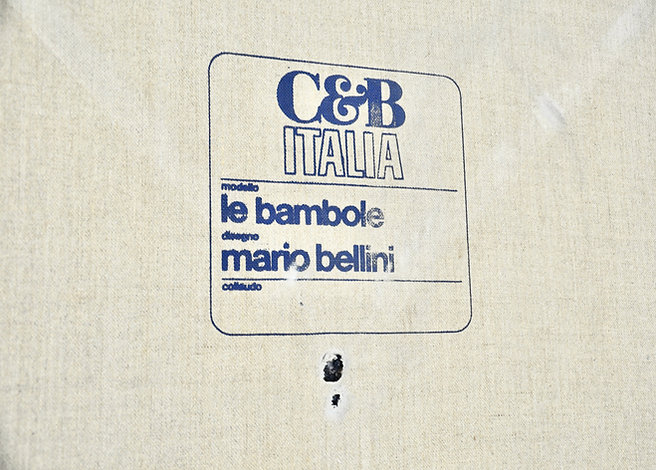 C&B
ITALIA
modello
le bambole
disegno
mario bellini
collaudo